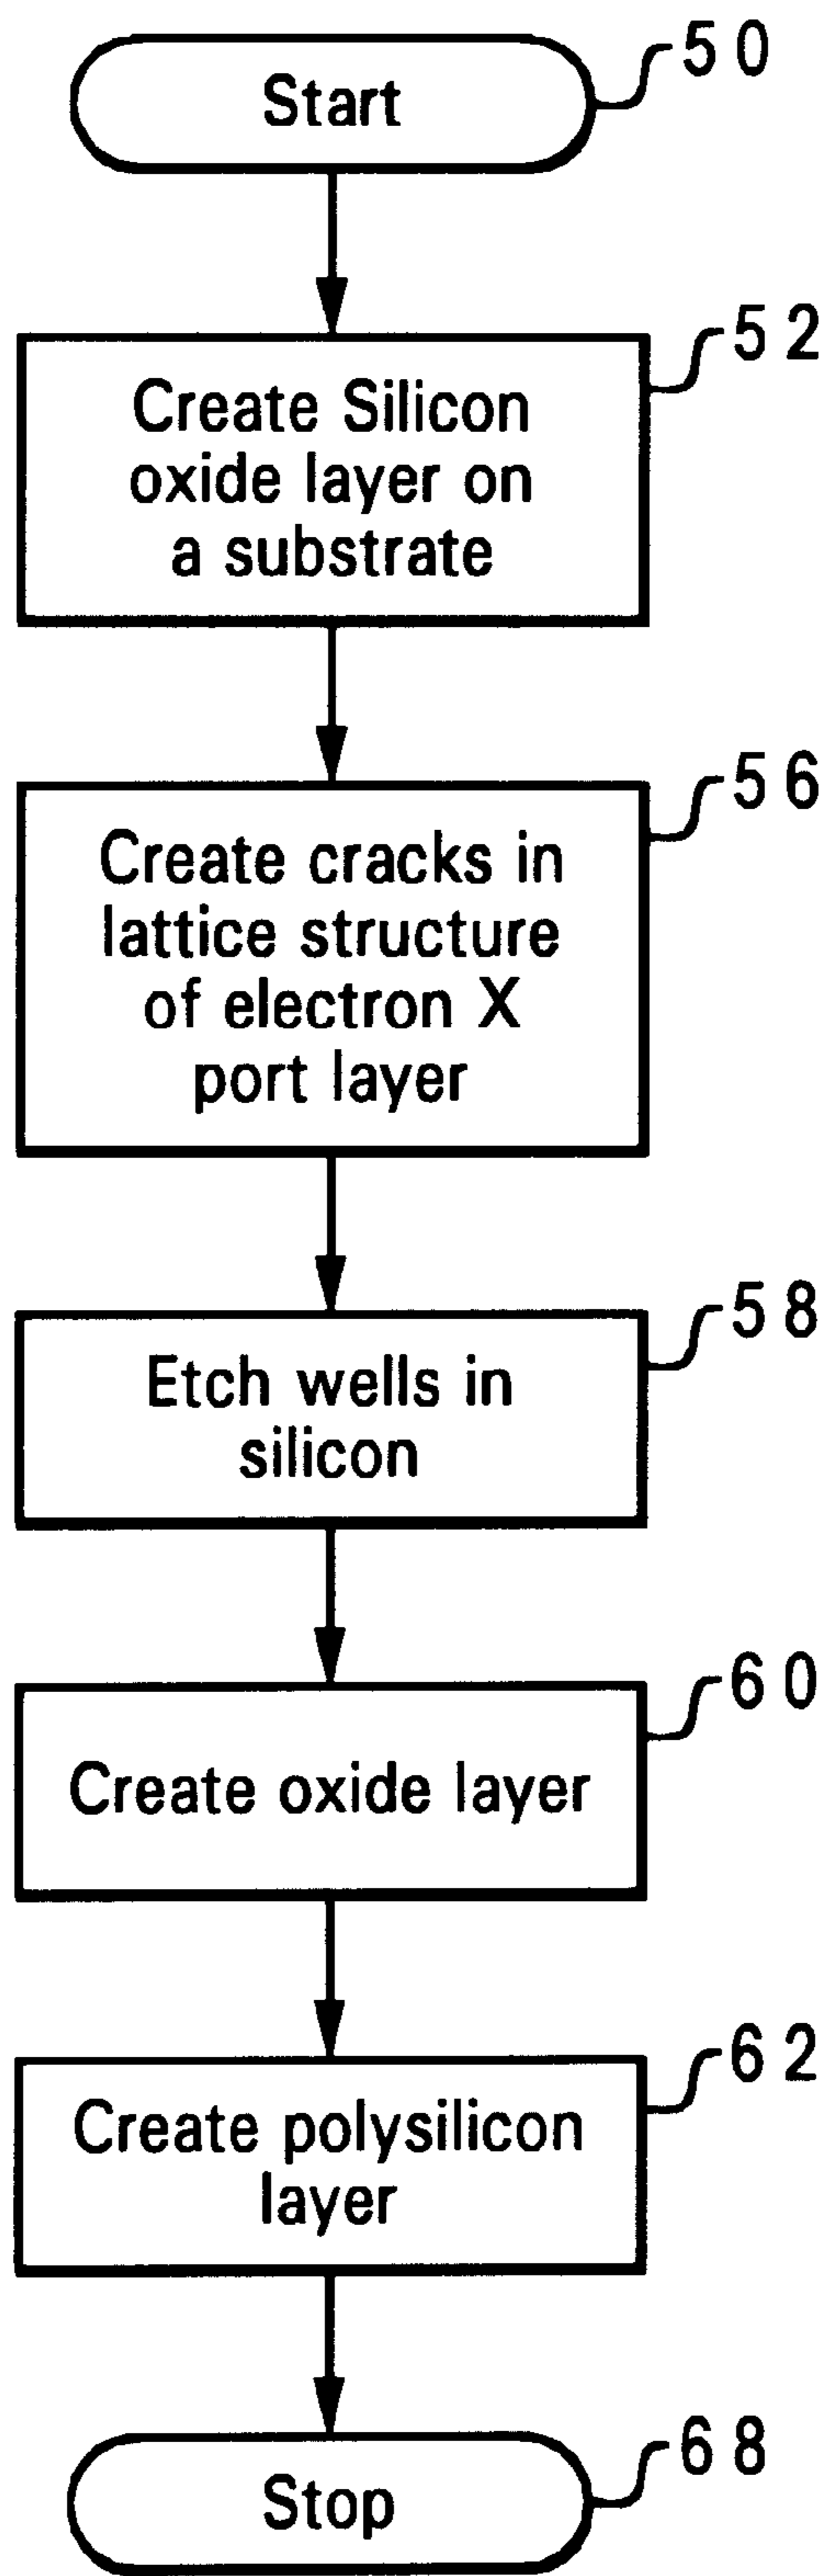 Start
50
Create Silicon
oxide layer on
a substrate
52
Create cracks in
lattice structure
of electron X
port layer
56
Etch wells in
silicon
58
Create oxide layer
60
Create polysilicon
layer
62
Stop
68